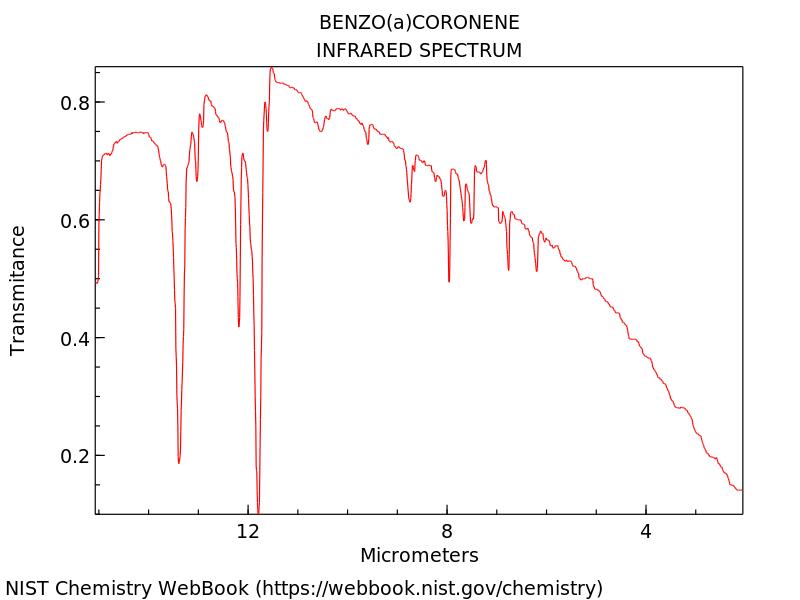 BENZO(a)CORONENE
INFRARED SPECTRUM
0.8
0.6
0.4
0.2
Transmitance
12 8 4
Micrometers
NIST Chemistry WebBook (https://webbook.nist.gov/chemistry)